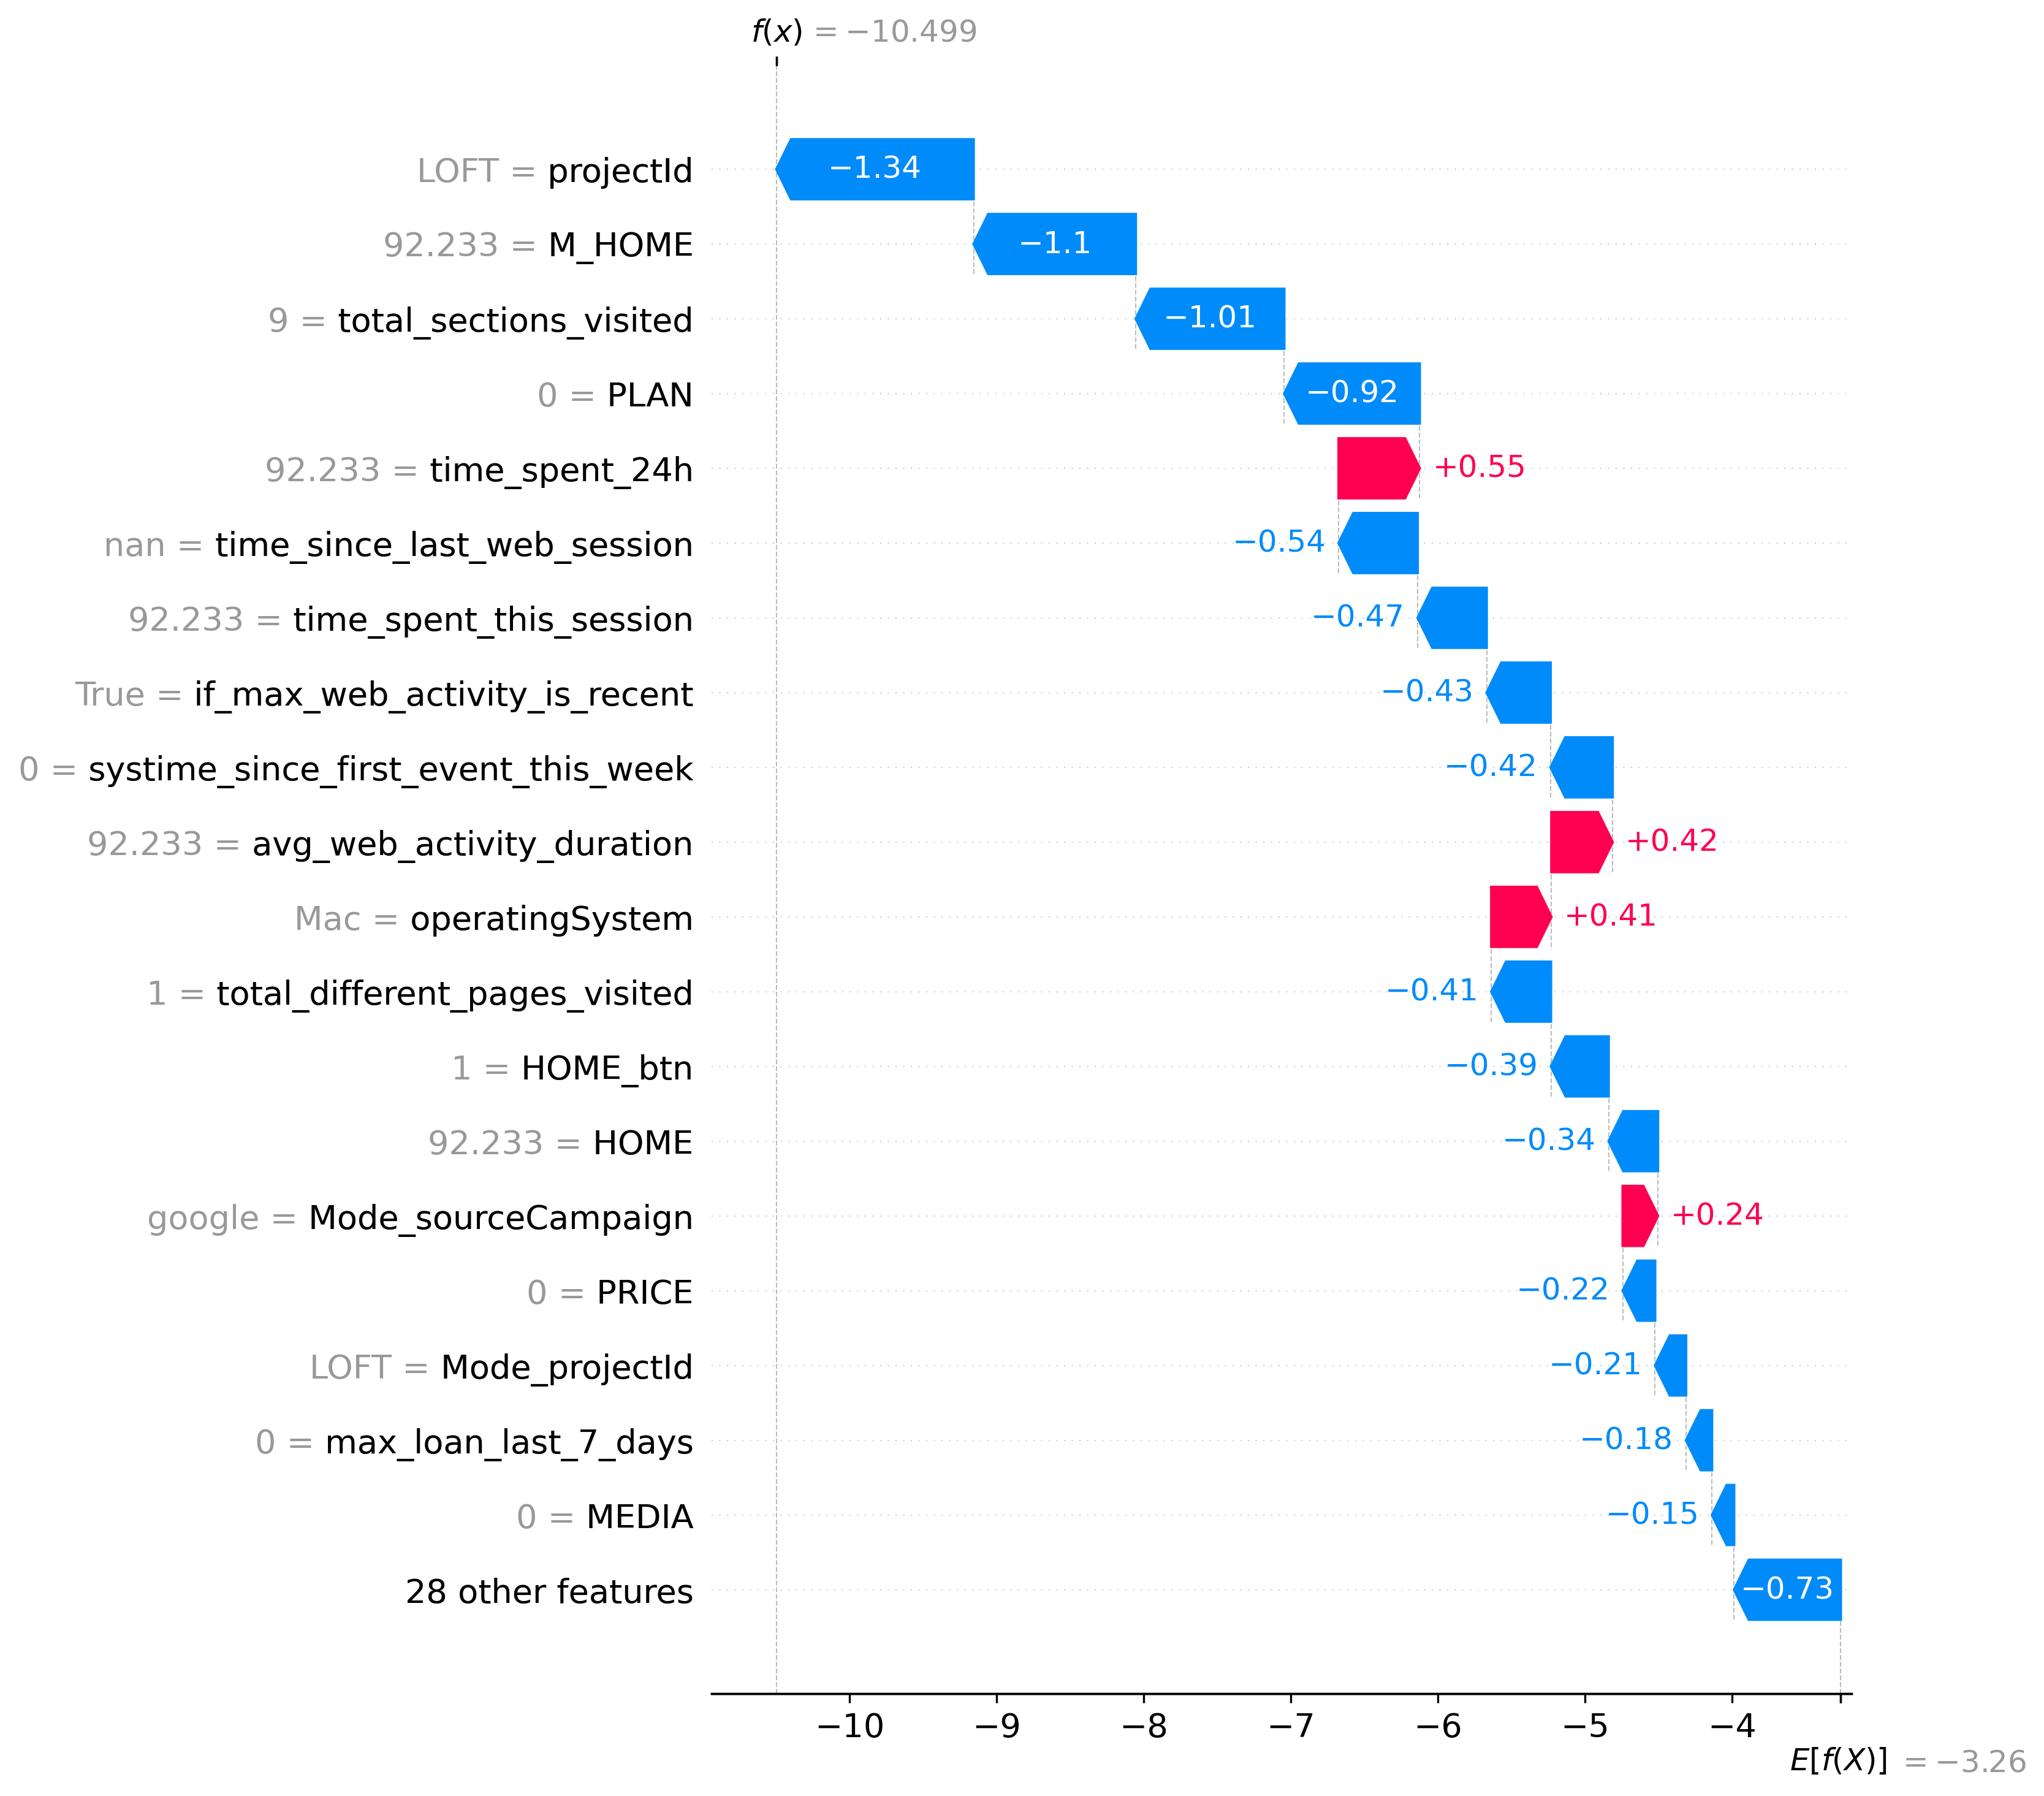 f(x) = −10.499
LOFT = projectId −1.34
92.233 = M_HOME −1.1
9 = total_sections_visited −1.01
0 = PLAN −0.92
92.233 = time_spent_24h +0.55
nan = time_since_last_web_session −0.54
92.233 = time_spent_this_session −0.47
True = if_max_web_activity_is_recent −0.43
0 = systime_since_first_event_this_week −0.42
92.233 = avg_web_activity_duration +0.42
Mac = operatingSystem +0.41
1 = total_different_pages_visited −0.41
1 = HOME_btn −0.39
92.233 = HOME −0.34
google = Mode_sourceCampaign +0.24
0 = PRICE −0.22
LOFT = Mode_projectId −0.21
0 = max_loan_last_7_days −0.18
0 = MEDIA −0.15
28 other features −0.73
−10 −9 −8 −7 −6 −5 −4
E[f(X)] = −3.26